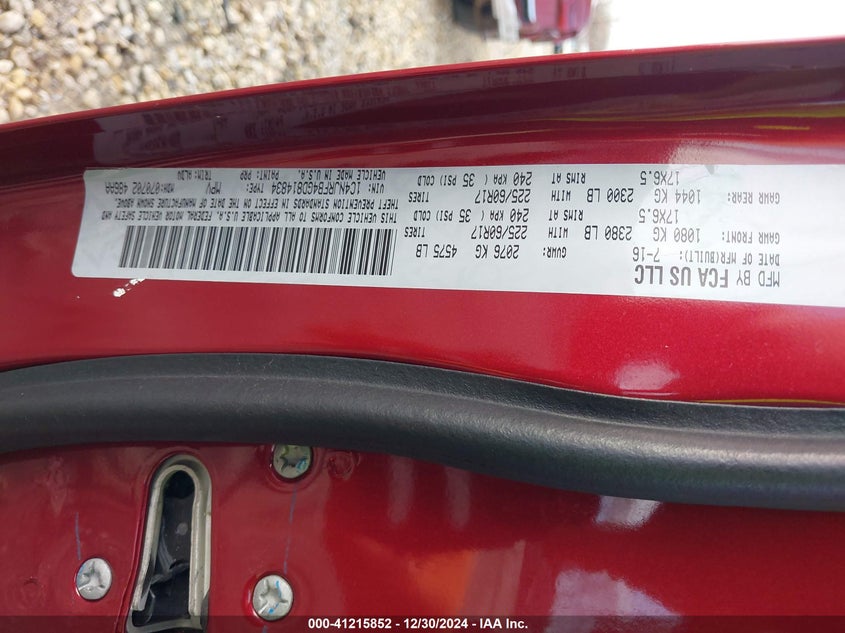 MFD BY FCA US LLC
DATE OF MFR(BUILT): 7-16 GVWR: 2076 KG 4575 LB
GAWR FRONT: 1080 KG 2380 LB WITH 225/60R17 TIRES
17X6.5 RIMS AT 240 KPA ( 35 PSI) COLD
GAWR REAR: 1044 KG 2300 LB WITH 225/60R17 TIRES
17X6.5 RIMS AT 240 KPA ( 35 PSI) COLD
THIS VEHICLE CONFORMS TO ALL APPLICABLE U.S.A. FEDERAL MOTOR VEHICLE SAFETY AND
THEFT PREVENTION STANDARDS IN EFFECT ON THE DATE OF MANUFACTURE SHOWN ABOVE.
VIN: 1C4NJRFB4GD814834 TYPE: MPV MDH:070702 486AA
VEHICLE MADE IN U.S.A. PAINT: PRP TRIM: ALDV
000-41215852 - 12/30/2024 - IAA Inc.